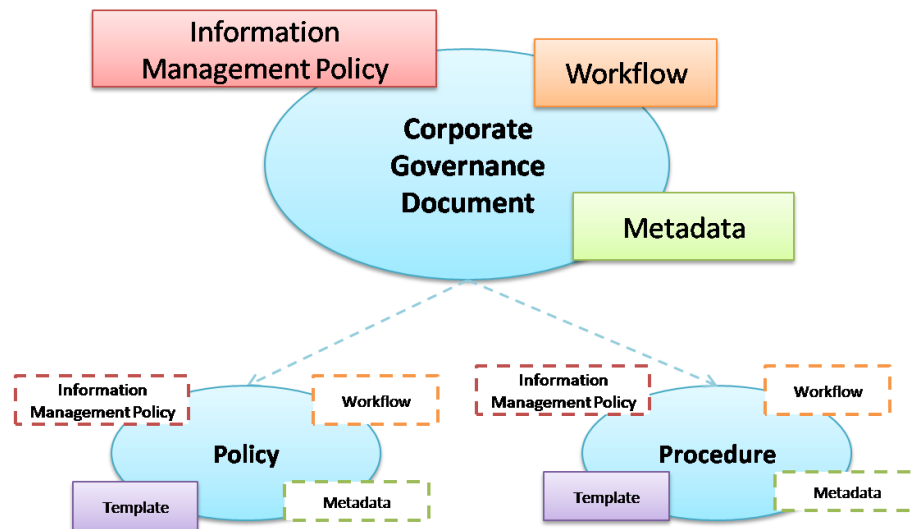 Information
Management Policy
Workflow
Corporate
Governance
Document
Metadata
Information
Management Policy
Workflow
Policy
Template
Metadata
Information
Management Policy
Workflow
Procedure
Template
Metadata